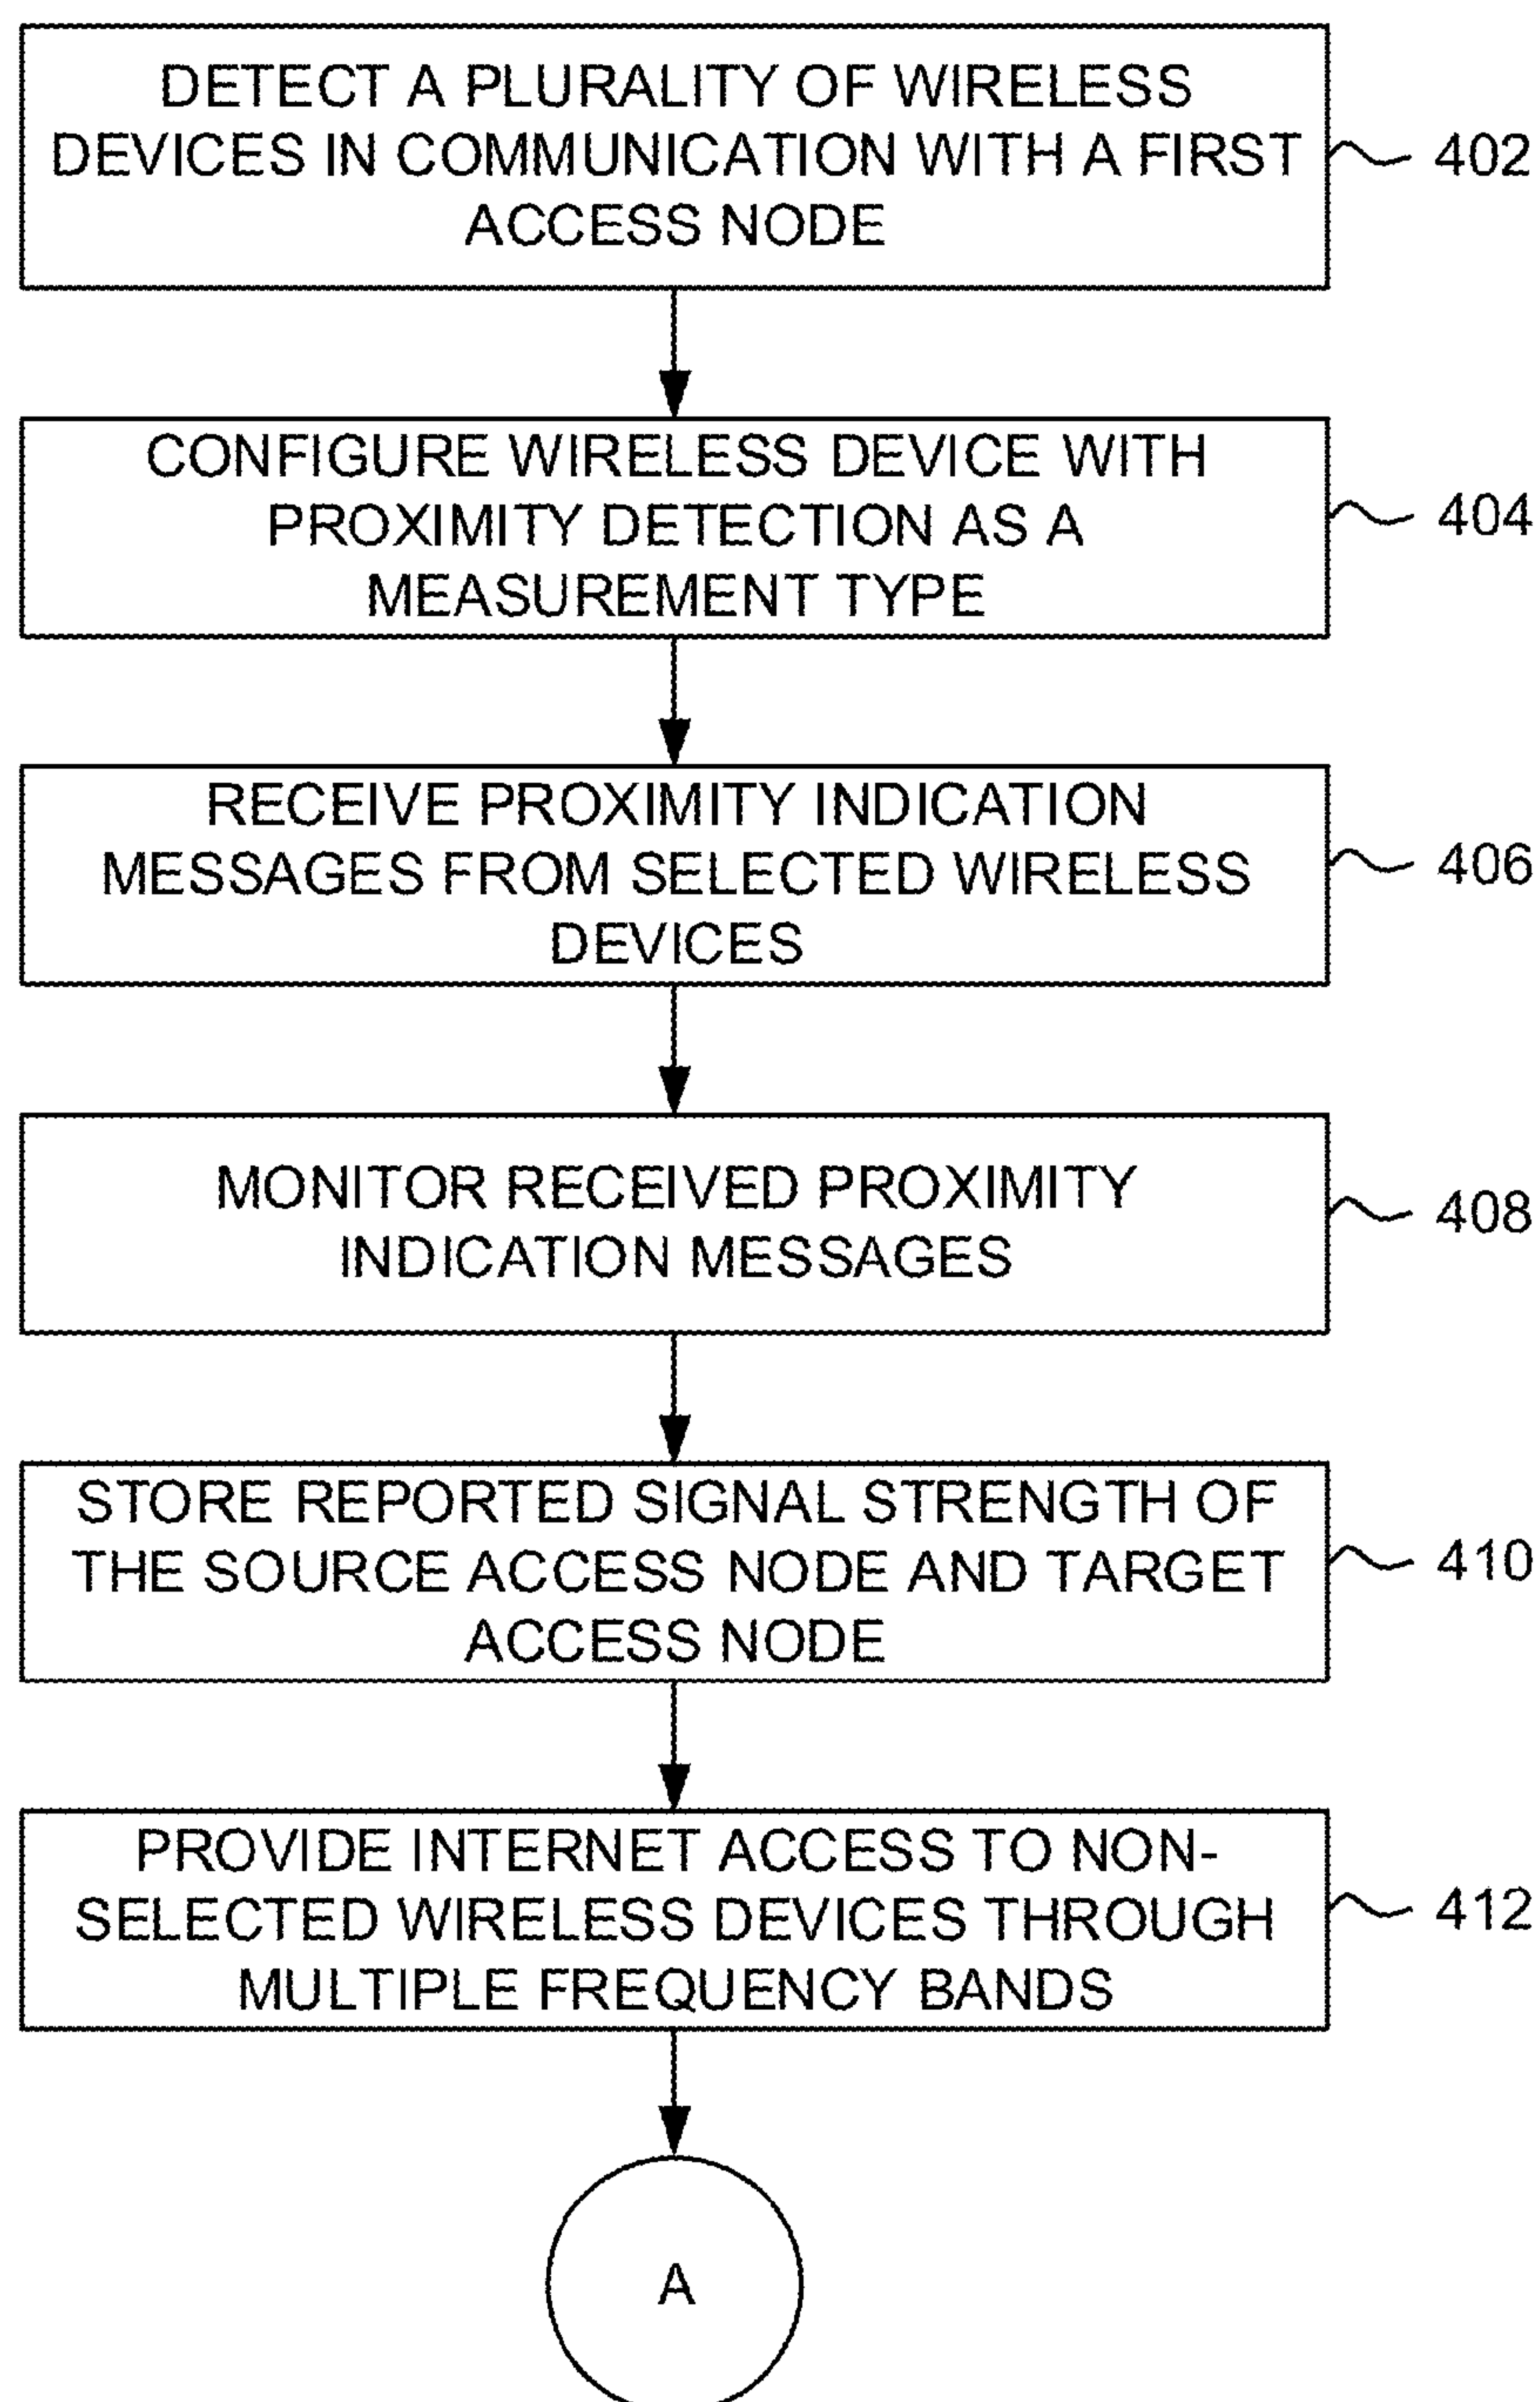 DETECT A PLURALITY OF WIRELESS
DEVICES IN COMMUNICATION WITH A FIRST
ACCESS NODE
402
CONFIGURE WIRELESS DEVICE WITH
PROXIMITY DETECTION AS A
MEASUREMENT TYPE
404
RECEIVE PROXIMITY INDICATION
MESSAGES FROM SELECTED WIRELESS
DEVICES
406
MONITOR RECEIVED PROXIMITY
INDICATION MESSAGES
408
STORE REPORTED SIGNAL STRENGTH OF
THE SOURCE ACCESS NODE AND TARGET
ACCESS NODE
410
PROVIDE INTERNET ACCESS TO NON-
SELECTED WIRELESS DEVICES THROUGH
MULTIPLE FREQUENCY BANDS
412
A